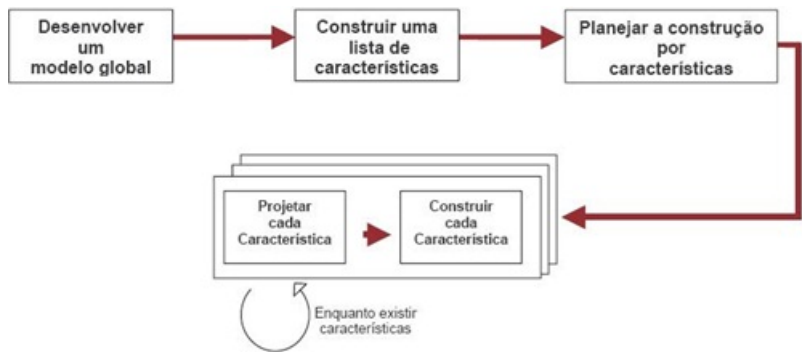 Desenvolver
um
modelo global
Construir uma
lista de
características
Planejar a construção
por
características
Projetar
cada
Característica
Construir
cada
Característica
Enquanto existir
características